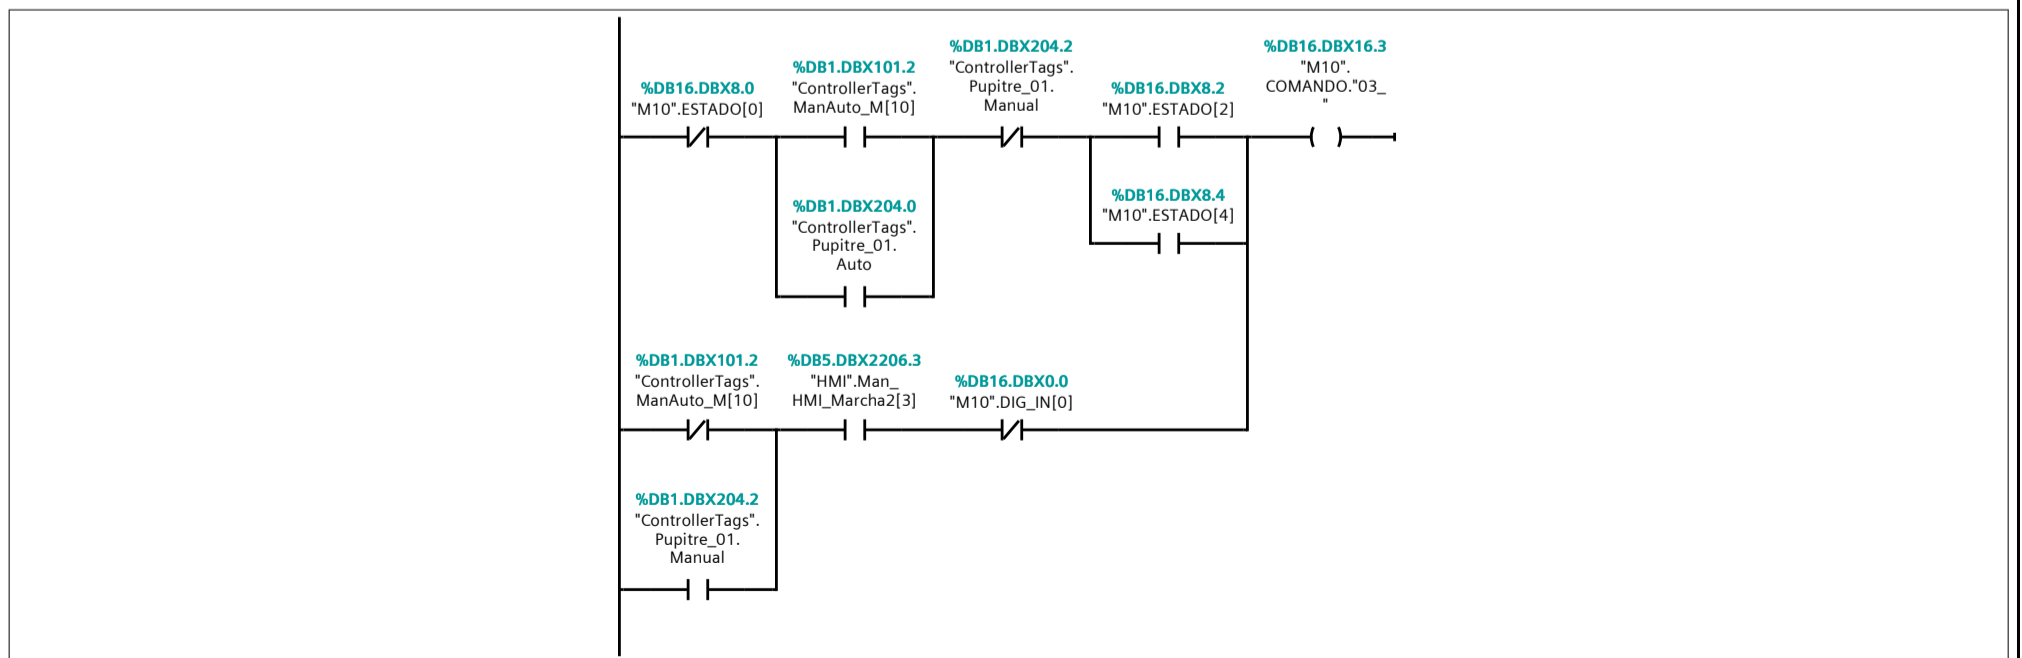 %DB16.DBX8.0
"M10".ESTADO[0]
%DB1.DBX101.2
"ControllerTags".
ManAuto_M[10]
%DB1.DBX204.2
"ControllerTags".
Pupitre_01.
Manual
%DB16.DBX8.2
"M10".ESTADO[2]
%DB16.DBX16.3
"M10".
COMANDO."03_
"
%DB1.DBX204.0
"ControllerTags".
Pupitre_01.
Auto
%DB16.DBX8.4
"M10".ESTADO[4]
%DB1.DBX101.2
"ControllerTags".
ManAuto_M[10]
%DB5.DBX2206.3
"HMI".Man_
HMI_Marcha2[3]
%DB16.DBX0.0
"M10".DIG_IN[0]
%DB1.DBX204.2
"ControllerTags".
Pupitre_01.
Manual